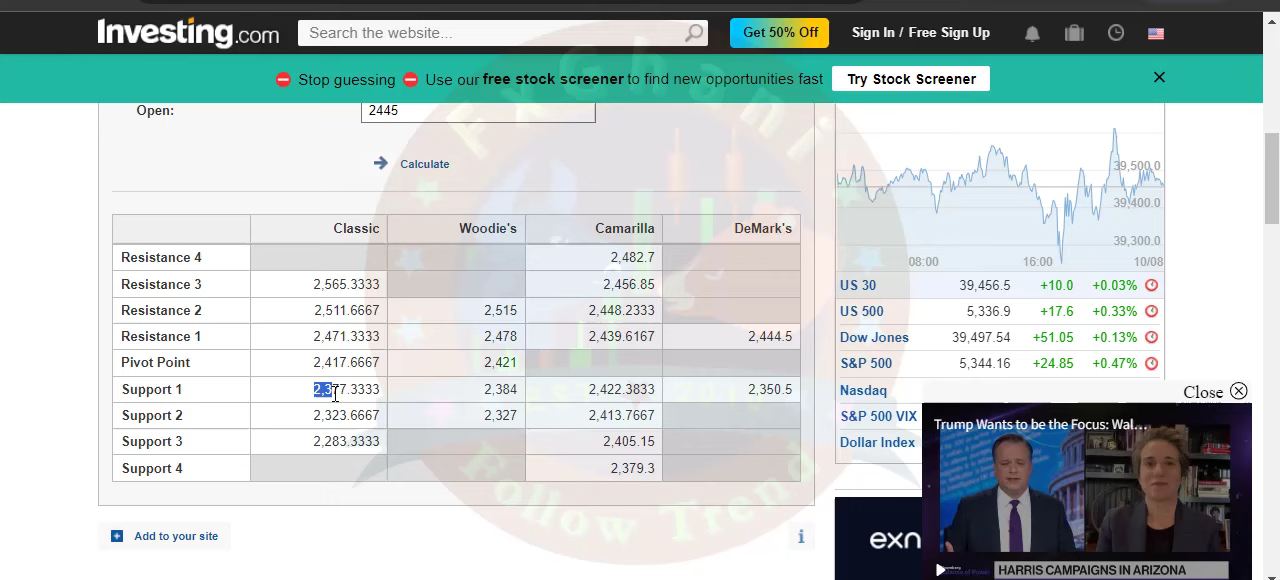 Investing.com
Search the website...
Get 50% Off
Sign In / Free Sign Up
Stop guessing Use our free stock screener to find new opportunities fast
Try Stock Screener
Open:
2445
Calculate
Classic Woodie's Camarilla DeMark's
Resistance 4 2,482.7
Resistance 3 2,565.3333 2,456.85
Resistance 2 2,511.6667 2,515 2,448.2333
Resistance 1 2,471.3333 2,478 2,439.6167 2,444.5
Pivot Point 2,417.6667 2,421
Support 1 2,377.3333 2,384 2,422.3833 2,350.5
Support 2 2,323.6667 2,327 2,413.7667
Support 3 2,283.3333 2,405.15
Support 4 2,379.3
Add to your site
i
39,500.0
39,400.0
39,300.0
08:00 16:00 10/08
US 30 39,456.5 +10.0 +0.03%
US 500 5,336.9 +17.6 +0.33%
Dow Jones 39,497.54 +51.05 +0.13%
S&P 500 5,344.16 +24.85 +0.47%
Nasdaq
S&P 500 VIX
Dollar Index
Close
Trump Wants to be the Focus: Wal...
HARRIS CAMPAIGNS IN ARIZONA
exn
FxGhani
Follow Trend